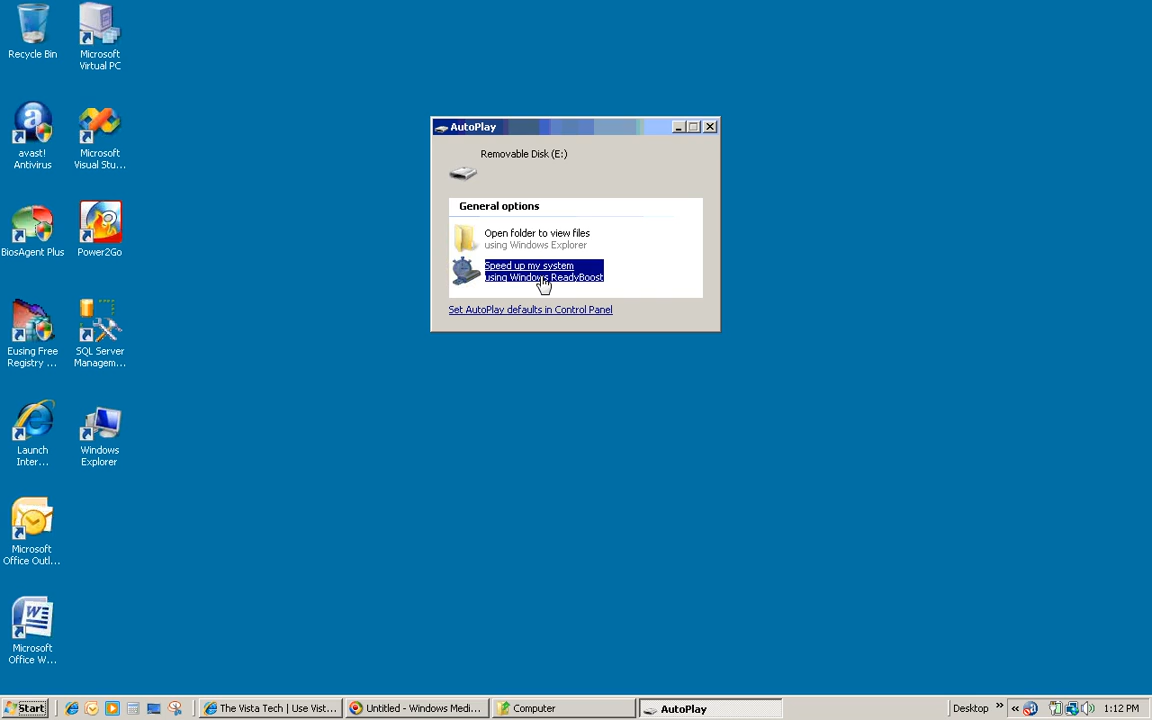 Recycle Bin
Microsoft
Virtual PC
avast!
Antivirus
Microsoft
Visual Stu...
BiosAgent Plus
Power2Go
Eusing Free
Registry ...
SQL Server
Managem...
Launch
Inter...
Windows
Explorer
Microsoft
Office Outl...
Microsoft
Office W...
AutoPlay
Removable Disk (E:)
General options
Open folder to view files
using Windows Explorer
Speed up my system
using Windows ReadyBoost
Set AutoPlay defaults in Control Panel
Start
The Vista Tech | Use Vist...
Untitled - Windows Medi...
Computer
AutoPlay
Desktop
1:12 PM